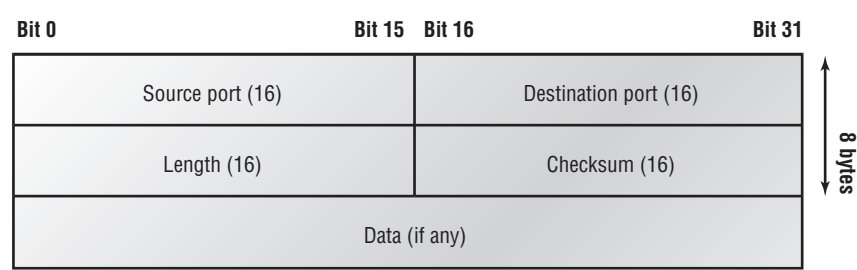 Bit 0 Bit 15 Bit 16 Bit 31
Source port (16) Destination port (16)
Length (16) Checksum (16)
8 bytes
Data (if any)